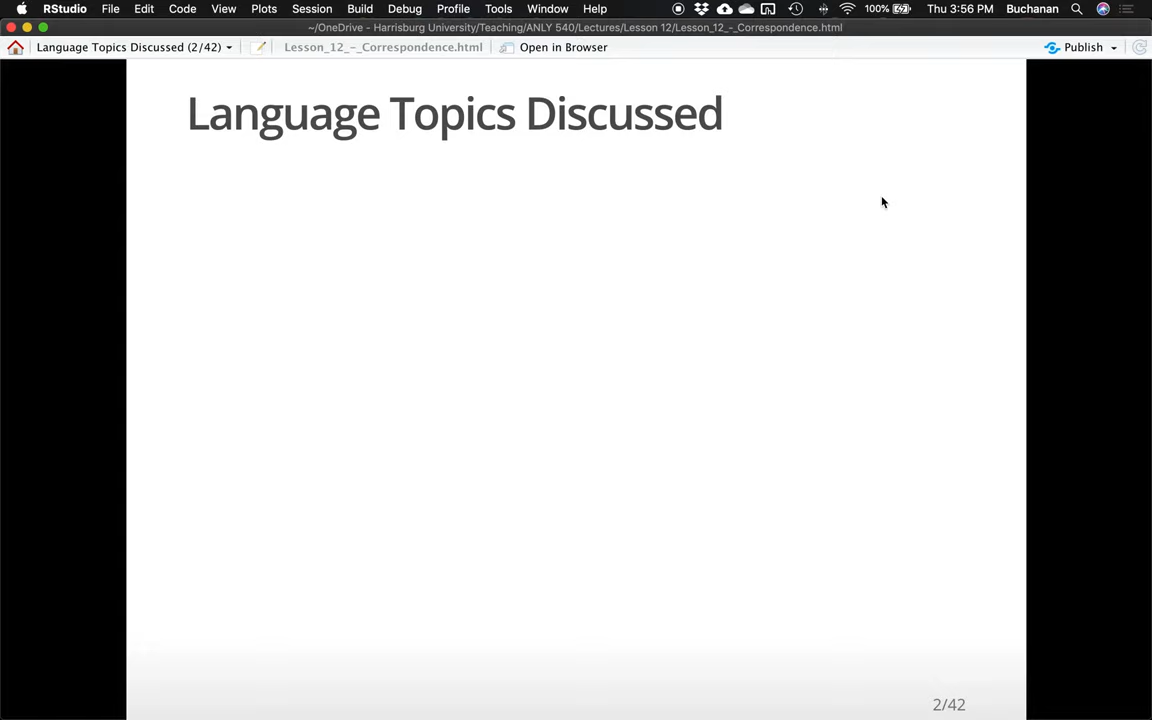 RStudio File Edit Code View Plots Session Build Debug Profile Tools Window Help 100% Thu 3:56 PM Buchanan
~/OneDrive - Harrisburg University/Teaching/ANLY 540/Lectures/Lesson 12/Lesson_12_-_Correspondence.html
Language Topics Discussed (2/42) Lesson_12_-_Correspondence.html Open in Browser Publish
Language Topics Discussed
2/42